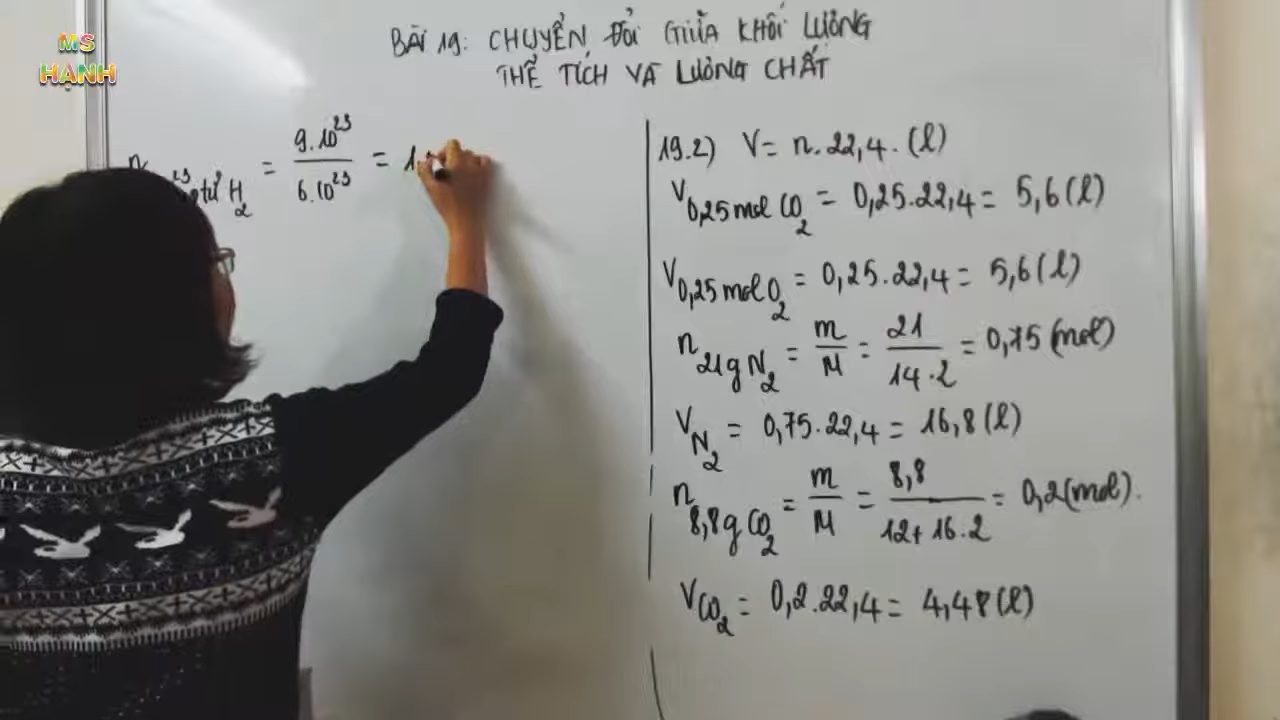 MS
HẠNH
BÀI 19: CHUYỂN ĐỔI GIỮA KHỐI LƯỢNG
THỂ TÍCH VÀ LƯỢNG CHẤT
n tử H₂ = 9.10²³ / 6.10²³ = 1
19.2) V = n.22,4. (l)
V 0,25 mol CO₂ = 0,25.22,4 = 5,6 (l)
V 0,25 mol O₂ = 0,25.22,4 = 5,6 (l)
n 21g N₂ = m / M = 21 / 14.2 = 0,75 (mol)
V N₂ = 0,75.22,4 = 16,8 (l)
n 8,8g CO₂ = m / M = 8,8 / 12+16.2 = 0,2 (mol).
V CO₂ = 0,2.22,4 = 4,48 (l)